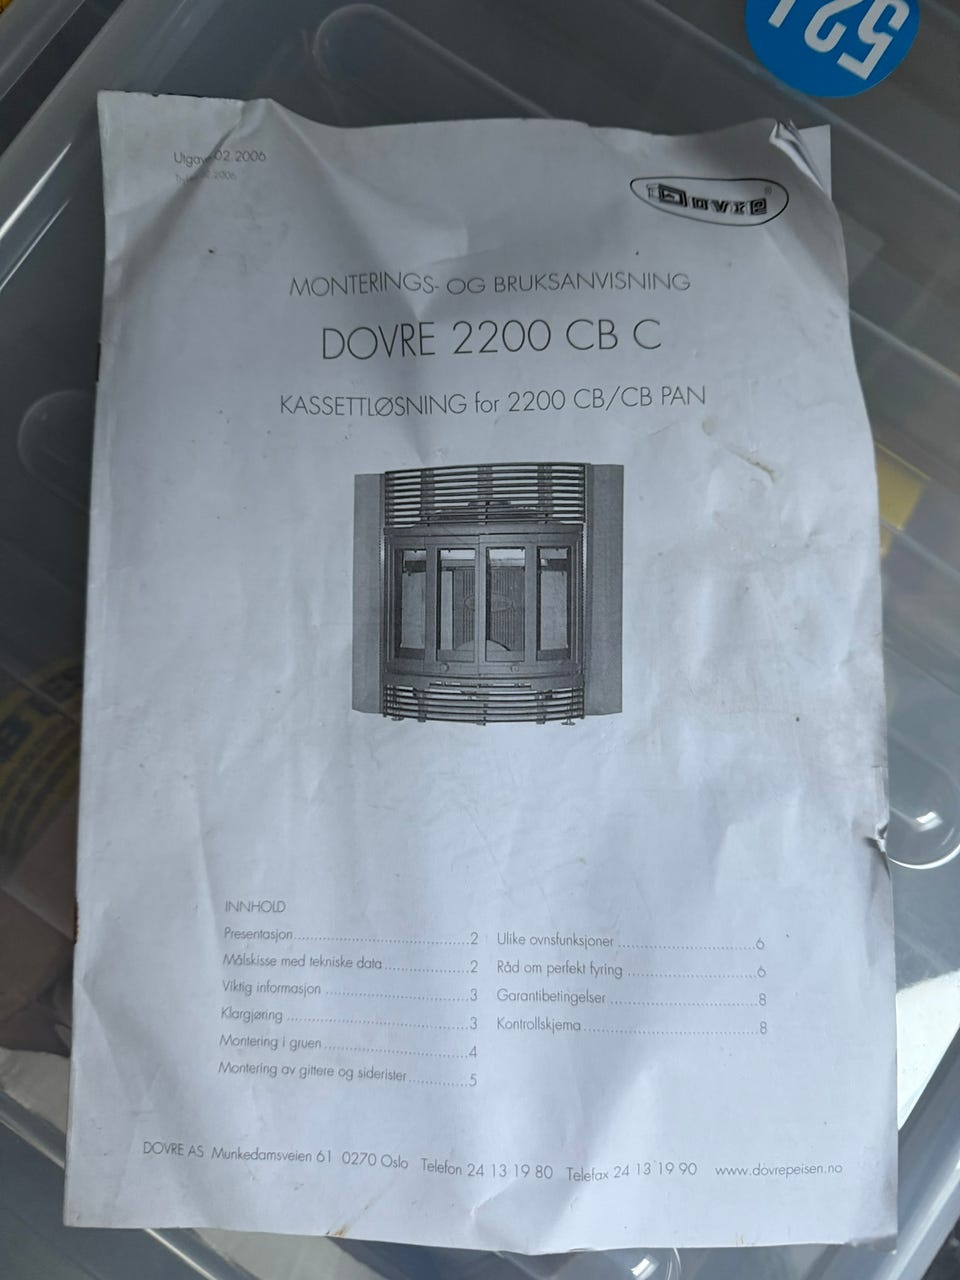 521
Utgave 02.2006
02.2006
DOVRE®
MONTERINGS- OG BRUKSANVISNING
DOVRE 2200 CB C
KASSETTLØSNING for 2200 CB/CB PAN
INNHOLD
Presentasjon 2
Målskisse med tekniske data 2
Viktig informasjon 3
Klargjøring 3
Montering i gruen 4
Montering av gittere og siderister 5
Ulike ovnsfunksjoner 6
Råd om perfekt fyring 6
Garantibetingelser 8
Kontrollskjema 8
DOVRE AS Munkedamsveien 61 0270 Oslo Telefon 24 13 19 80 Telefax 24 13 19 90 www.dovrepeisen.no